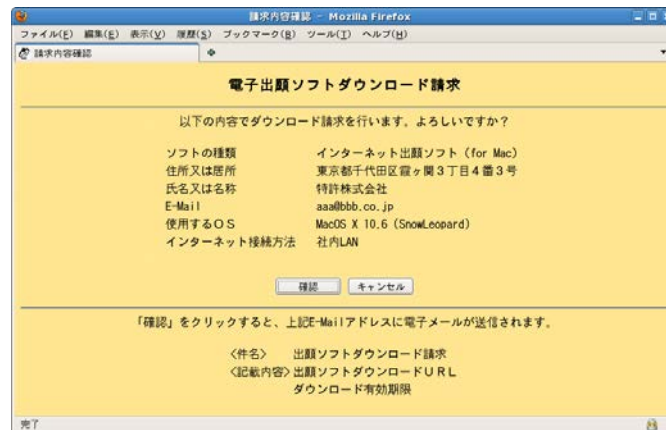 請求内容確認 - Mozilla Firefox
ファイル(F) 編集(E) 表示(V) 履歴(S) ブックマーク(B) ツール(T) ヘルプ(H)
請求内容確認
電子出願ソフトダウンロード請求
以下の内容でダウンロード請求を行います。よろしいですか?
ソフトの種類 インターネット出願ソフト (for Mac)
住所又は居所 東京都千代田区霞ヶ関3丁目4番3号
氏名又は名称 特許株式会社
E-Mail aaa@bbb.co.jp
使用するOS MacOS X 10.6 (SnowLeopard)
インターネット接続方法 社内LAN
確認 キャンセル
「確認」をクリックすると、上記E-Mailアドレスに電子メールが送信されます。
〈件名〉 出願ソフトダウンロード請求
〈記載内容〉出願ソフトダウンロードURL
ダウンロード有効期限
完了